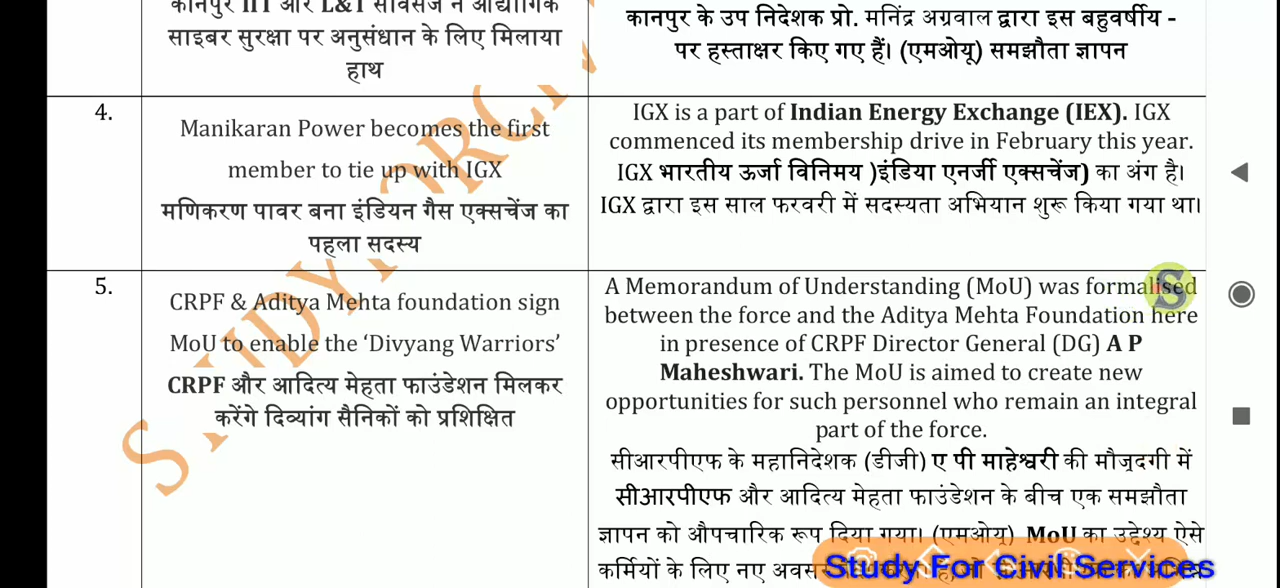 कानपुर IIT और L&T सर्विसेज ने औद्योगिक
साइबर सुरक्षा पर अनुसंधान के लिए मिलाया
हाथ
कानपुर के उप निदेशक प्रो. मनिंद्र अग्रवाल द्वारा इस बहुवर्षीय -
पर हस्ताक्षर किए गए हैं। (एमओयू) समझौता ज्ञापन
4.
Manikaran Power becomes the first
member to tie up with IGX
मणिकरण पावर बना इंडियन गैस एक्सचेंज का
पहला सदस्य
IGX is a part of Indian Energy Exchange (IEX). IGX
commenced its membership drive in February this year.
IGX भारतीय ऊर्जा विनिमय )इंडिया एनर्जी एक्सचेंज) का अंग है।
IGX द्वारा इस साल फरवरी में सदस्यता अभियान शुरू किया गया था।
5.
CRPF & Aditya Mehta foundation sign
MoU to enable the ‘Divyang Warriors’
CRPF और आदित्य मेहता फाउंडेशन मिलकर
करेंगे दिव्यांग सैनिकों को प्रशिक्षित
A Memorandum of Understanding (MoU) was formalised
between the force and the Aditya Mehta Foundation here
in presence of CRPF Director General (DG) A P
Maheshwari. The MoU is aimed to create new
opportunities for such personnel who remain an integral
part of the force.
सीआरपीएफ के महानिदेशक (डीजी) ए पी माहेश्वरी की मौजूदगी में
सीआरपीएफ और आदित्य मेहता फाउंडेशन के बीच एक समझौता
ज्ञापन को औपचारिक रूप दिया गया। (एमओयू) MoU का उद्देश्य ऐसे
कर्मियों के लिए नए
S
Study For Civil Services